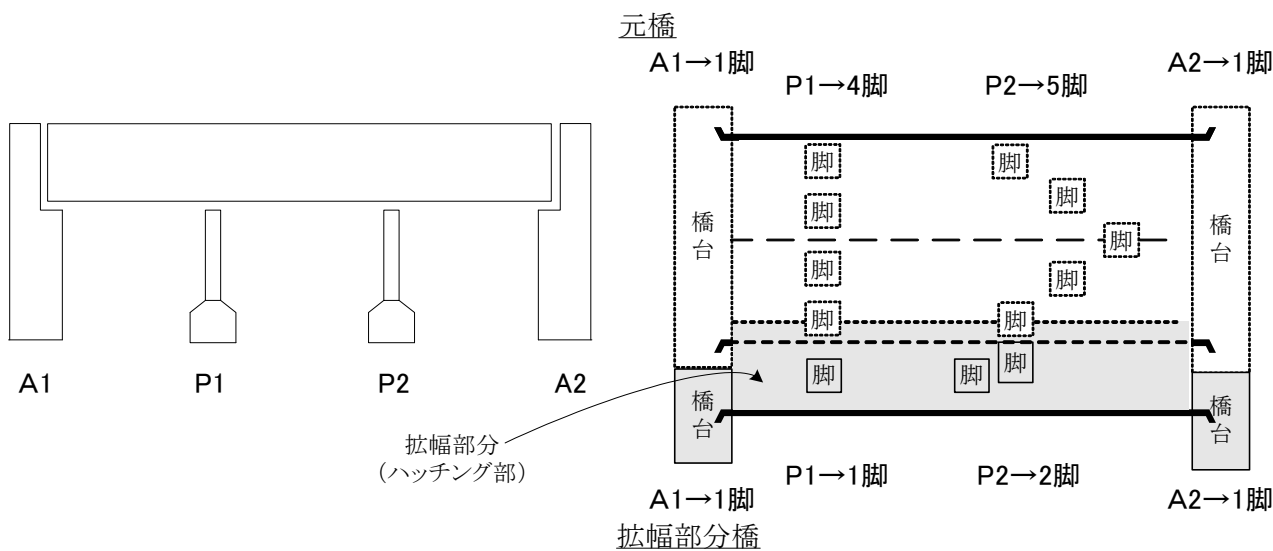 元橋
A1→1脚
P1→4脚
P2→5脚
A2→1脚
脚
脚
脚
脚
脚
脚
脚
脚
脚
脚
脚
脚
橋台
橋台
橋台
橋台
A1
P1
P2
A2
拡幅部分
(ハッチング部)
A1→1脚
P1→1脚
P2→2脚
A2→1脚
拡幅部分橋